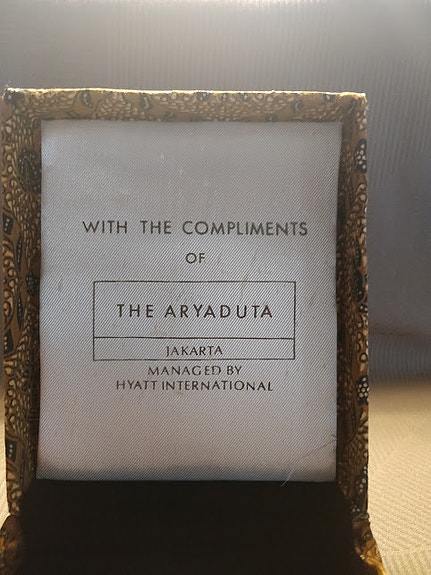 WITH THE COMPLIMENTS
OF
THE ARYADUTA
JAKARTA
MANAGED BY
HYATT INTERNATIONAL